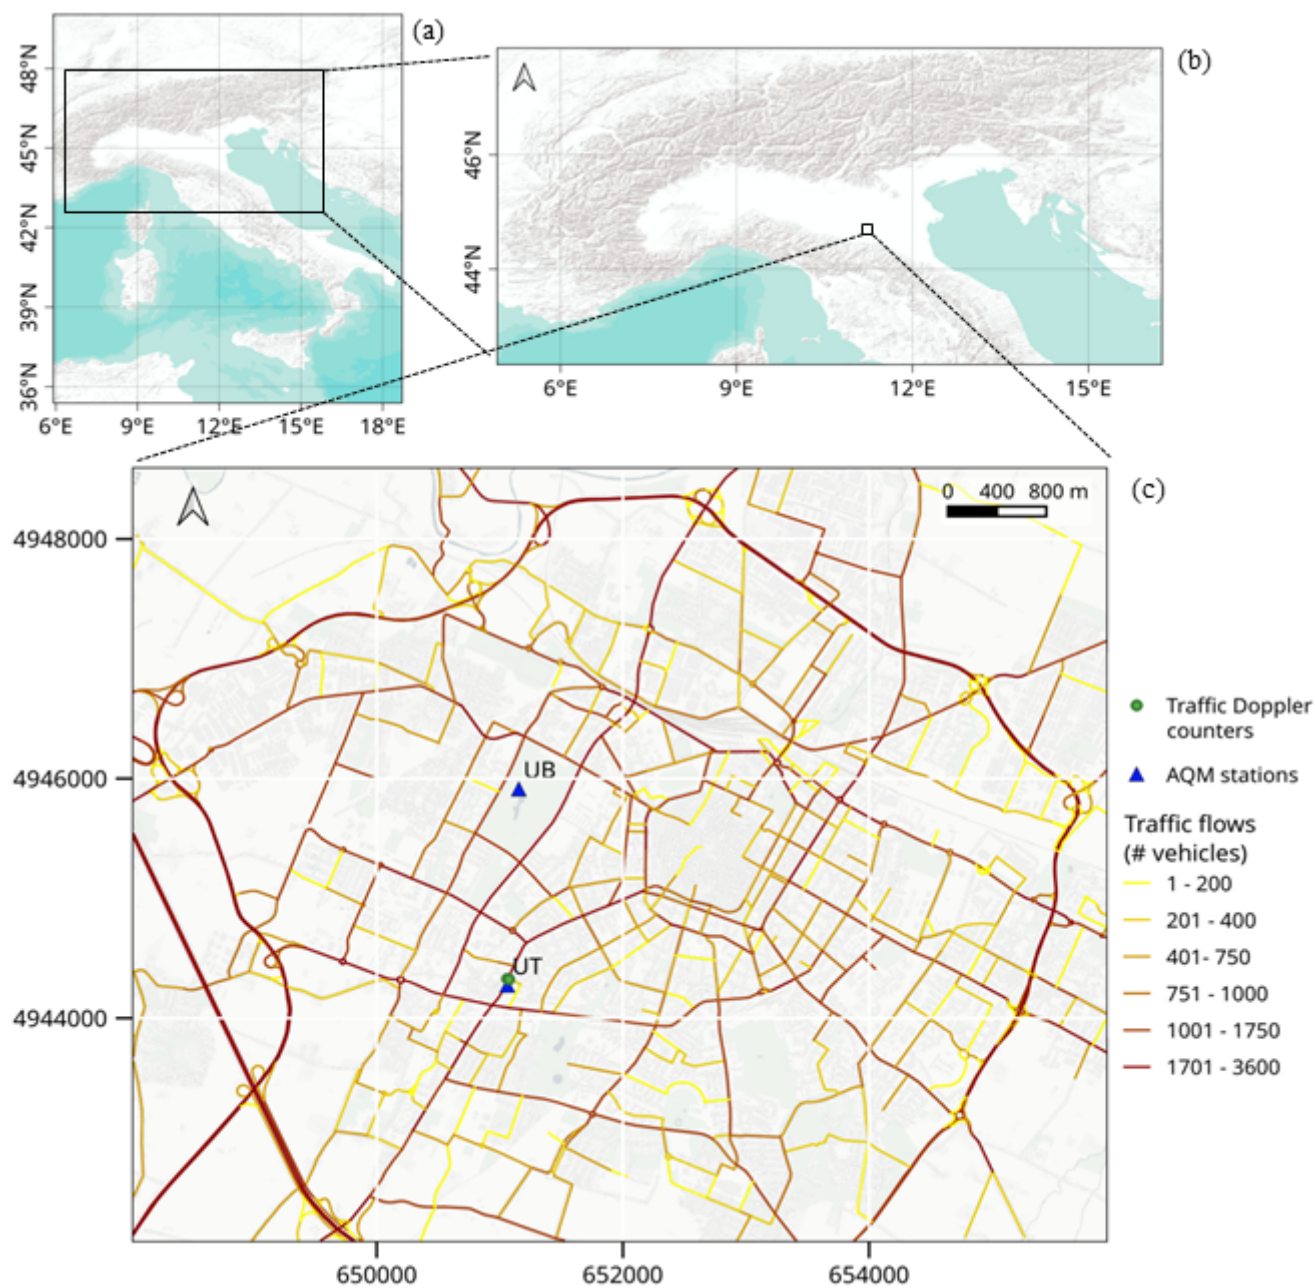 (a)
48°N
45°N
42°N
39°N
36°N
6°E
9°E
12°E
15°E
18°E
(b)
46°N
44°N
6°E
9°E
12°E
15°E
(c)
0 400 800 m
4948000
4946000
4944000
UB
UT
650000
652000
654000
Traffic Doppler
counters
AQM stations
Traffic flows
(# vehicles)
1 - 200
201 - 400
401- 750
751 - 1000
1001 - 1750
1701 - 3600